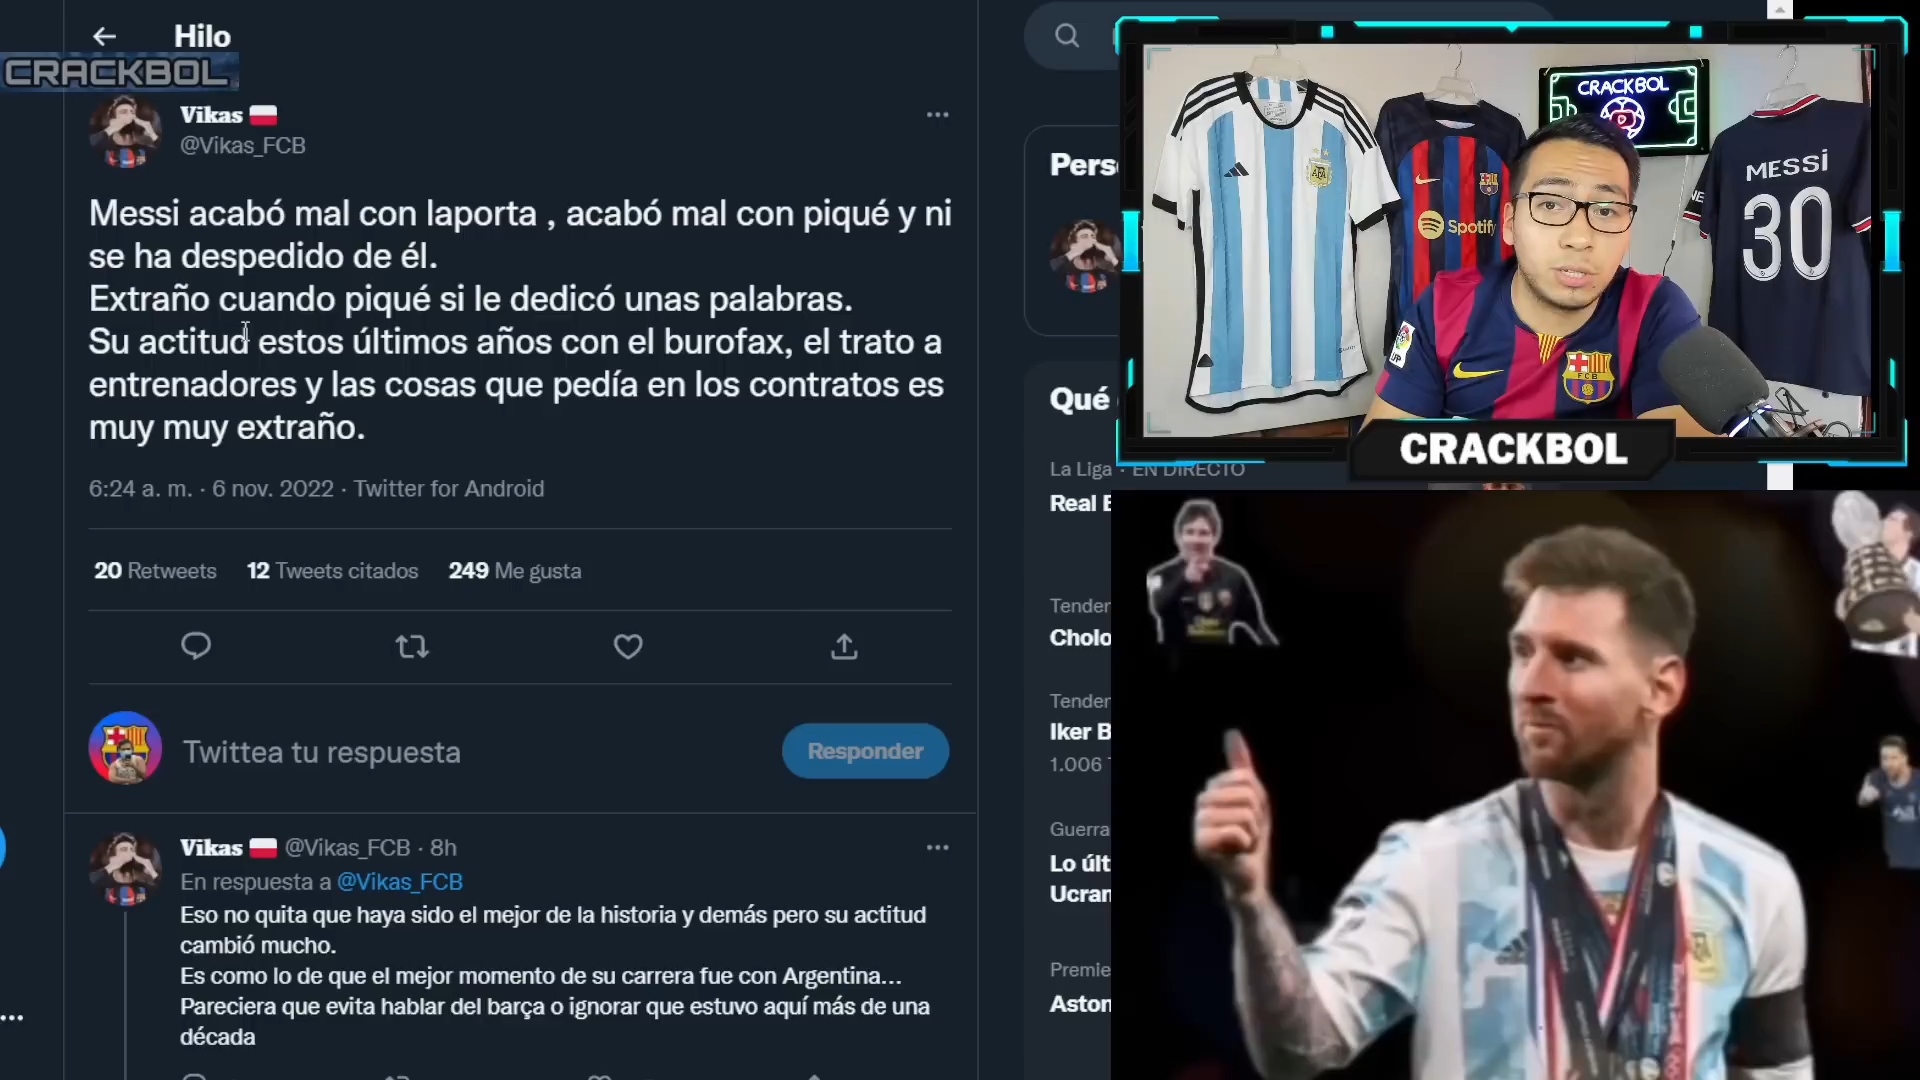 Hilo
CRACKBOL
Vikas
@Vikas_FCB
Messi acabó mal con laporta , acabó mal con piqué y ni
se ha despedido de él.
Extraño cuando piqué si le dedicó unas palabras.
Su actitud estos últimos años con el burofax, el trato a
entrenadores y las cosas que pedía en los contratos es
muy muy extraño.
6:24 a. m. · 6 nov. 2022 · Twitter for Android
20 Retweets 12 Tweets citados 249 Me gusta
Twittea tu respuesta
Responder
Vikas @Vikas_FCB · 8h
En respuesta a @Vikas_FCB
Eso no quita que haya sido el mejor de la historia y demás pero su actitud
cambió mucho.
Es como lo de que el mejor momento de su carrera fue con Argentina...
Pareciera que evita hablar del barça o ignorar que estuvo aquí más de una
década
Pers
Qué
La Liga · EN DIRECTO
Real
Tender
Cholo
Tender
Iker B
1.006
Guerra
Lo últ
Ucran
Premie
Aston
CRACKBOL
AFA
Spotify
MESSI
30
FCB
LFP
CRACKBOL